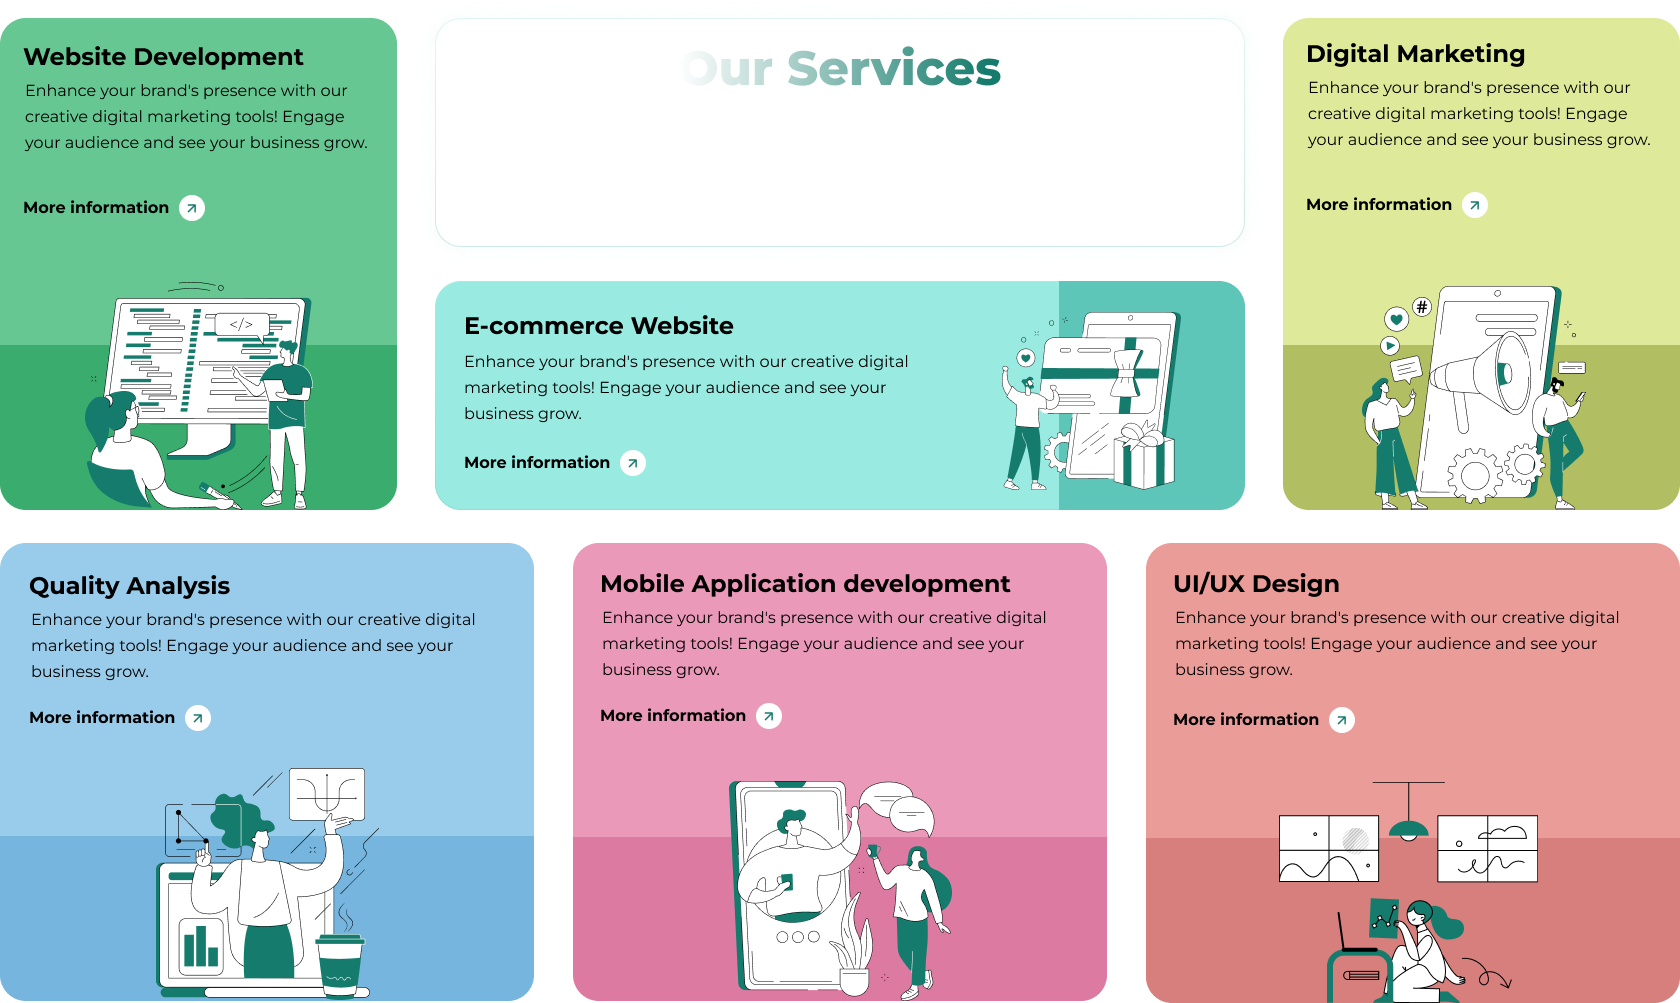 Website Development
Enhance your brand's presence with our
creative digital marketing tools! Engage
your audience and see your business grow.
More information
</>
Our Services
Digital Marketing
Enhance your brand's presence with our
creative digital marketing tools! Engage
your audience and see your business grow.
More information
#
E-commerce Website
Enhance your brand's presence with our creative digital
marketing tools! Engage your audience and see your
business grow.
More information
Quality Analysis
Enhance your brand's presence with our creative digital
marketing tools! Engage your audience and see your
business grow.
More information
Mobile Application development
Enhance your brand's presence with our creative digital
marketing tools! Engage your audience and see your
business grow.
More information
UI/UX Design
Enhance your brand's presence with our creative digital
marketing tools! Engage your audience and see your
business grow.
More information